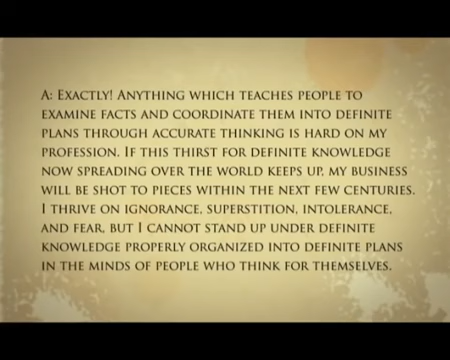 A: Exactly! Anything which teaches people to
examine facts and coordinate them into definite
plans through accurate thinking is hard on my
profession. If this thirst for definite knowledge
now spreading over the world keeps up, my business
will be shot to pieces within the next few centuries.
I thrive on ignorance, superstition, intolerance,
and fear, but I cannot stand up under definite
knowledge properly organized into definite plans
in the minds of people who think for themselves.